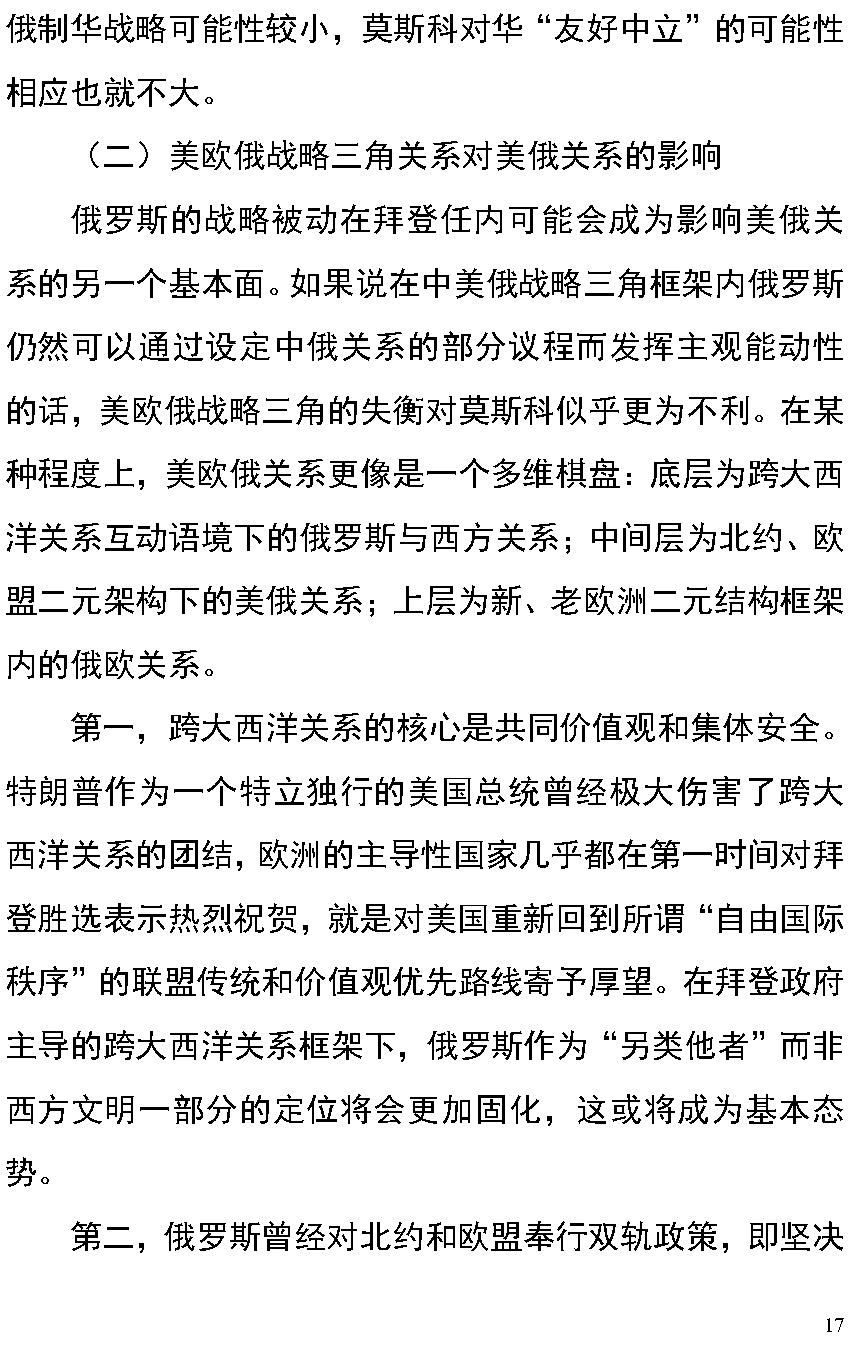 俄制华战略可能性较小，莫斯科对华“友好中立”的可能性
相应也就不大。
（二）美欧俄战略三角关系对美俄关系的影响
俄罗斯的战略被动在拜登任内可能会成为影响美俄关
系的另一个基本面。如果说在中美俄战略三角框架内俄罗斯
仍然可以通过设定中俄关系的部分议程而发挥主观能动性
的话，美欧俄战略三角的失衡对莫斯科似乎更为不利。在某
种程度上，美欧俄关系更像是一个多维棋盘：底层为跨大西
洋关系互动语境下的俄罗斯与西方关系；中间层为北约、欧
盟二元架构下的美俄关系；上层为新、老欧洲二元结构框架
内的俄欧关系。
第一，跨大西洋关系的核心是共同价值观和集体安全。
特朗普作为一个特立独行的美国总统曾经极大伤害了跨大
西洋关系的团结，欧洲的主导性国家几乎都在第一时间对拜
登胜选表示热烈祝贺，就是对美国重新回到所谓“自由国际
秩序”的联盟传统和价值观优先路线寄予厚望。在拜登政府
主导的跨大西洋关系框架下，俄罗斯作为“另类他者”而非
西方文明一部分的定位将会更加固化，这或将成为基本态
势。
第二，俄罗斯曾经对北约和欧盟奉行双轨政策，即坚决
17